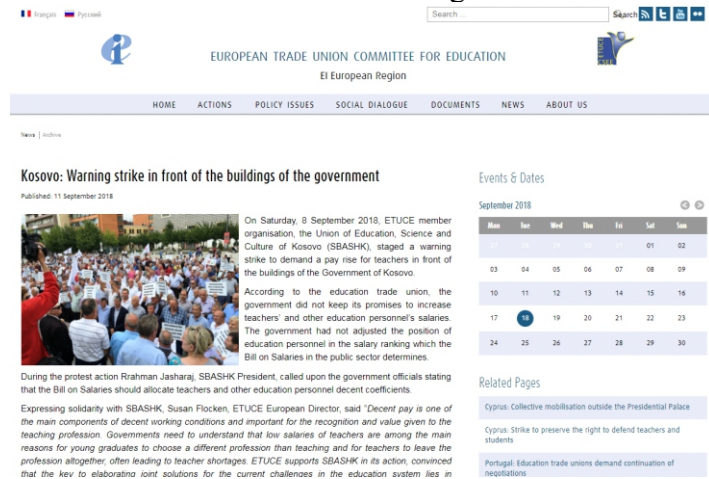 Français Русский
Search ...
Search
EUROPEAN TRADE UNION COMMITTEE FOR EDUCATION
EI European Region
HOME ACTIONS POLICY ISSUES SOCIAL DIALOGUE DOCUMENTS NEWS ABOUT US
News | Archive
Kosovo: Warning strike in front of the buildings of the government
Published: 11 September 2018
On Saturday, 8 September 2018, ETUCE member
organisation, the Union of Education, Science and
Culture of Kosovo (SBASHK), staged a warning
strike to demand a pay rise for teachers in front of
the buildings of the Government of Kosovo.
According to the education trade union, the
government did not keep its promises to increase
teachers' and other education personnel's salaries.
The government had not adjusted the position of
education personnel in the salary ranking which the
Bill on Salaries in the public sector determines.
During the protest action Rrahman Jasharaj, SBASHK President, called upon the government officials stating
that the Bill on Salaries should allocate teachers and other education personnel decent coefficients.
Expressing solidarity with SBASHK, Susan Flocken, ETUCE European Director, said "Decent pay is one of
the main components of decent working conditions and important for the recognition and value given to the
teaching profession. Governments need to understand that low salaries of teachers are among the main
reasons for young graduates to choose a different profession than teaching and for teachers to leave the
profession altogether, often leading to teacher shortages. ETUCE supports SBASHK in its action, convinced
that the key to elaborating joint solutions for the current challenges in the education system lies in
Events & Dates
September 2018
Mon Tue Wed Thu Fri Sat Sun
27 28 29 30 31 01 02
03 04 05 06 07 08 09
10 11 12 13 14 15 16
17 18 19 20 21 22 23
24 25 26 27 28 29 30
Related Pages
Cyprus: Collective mobilisation outside the Presidential Palace
Cyprus: Strike to preserve the right to defend teachers and
students
Portugal: Education trade unions demand continuation of
negotiations